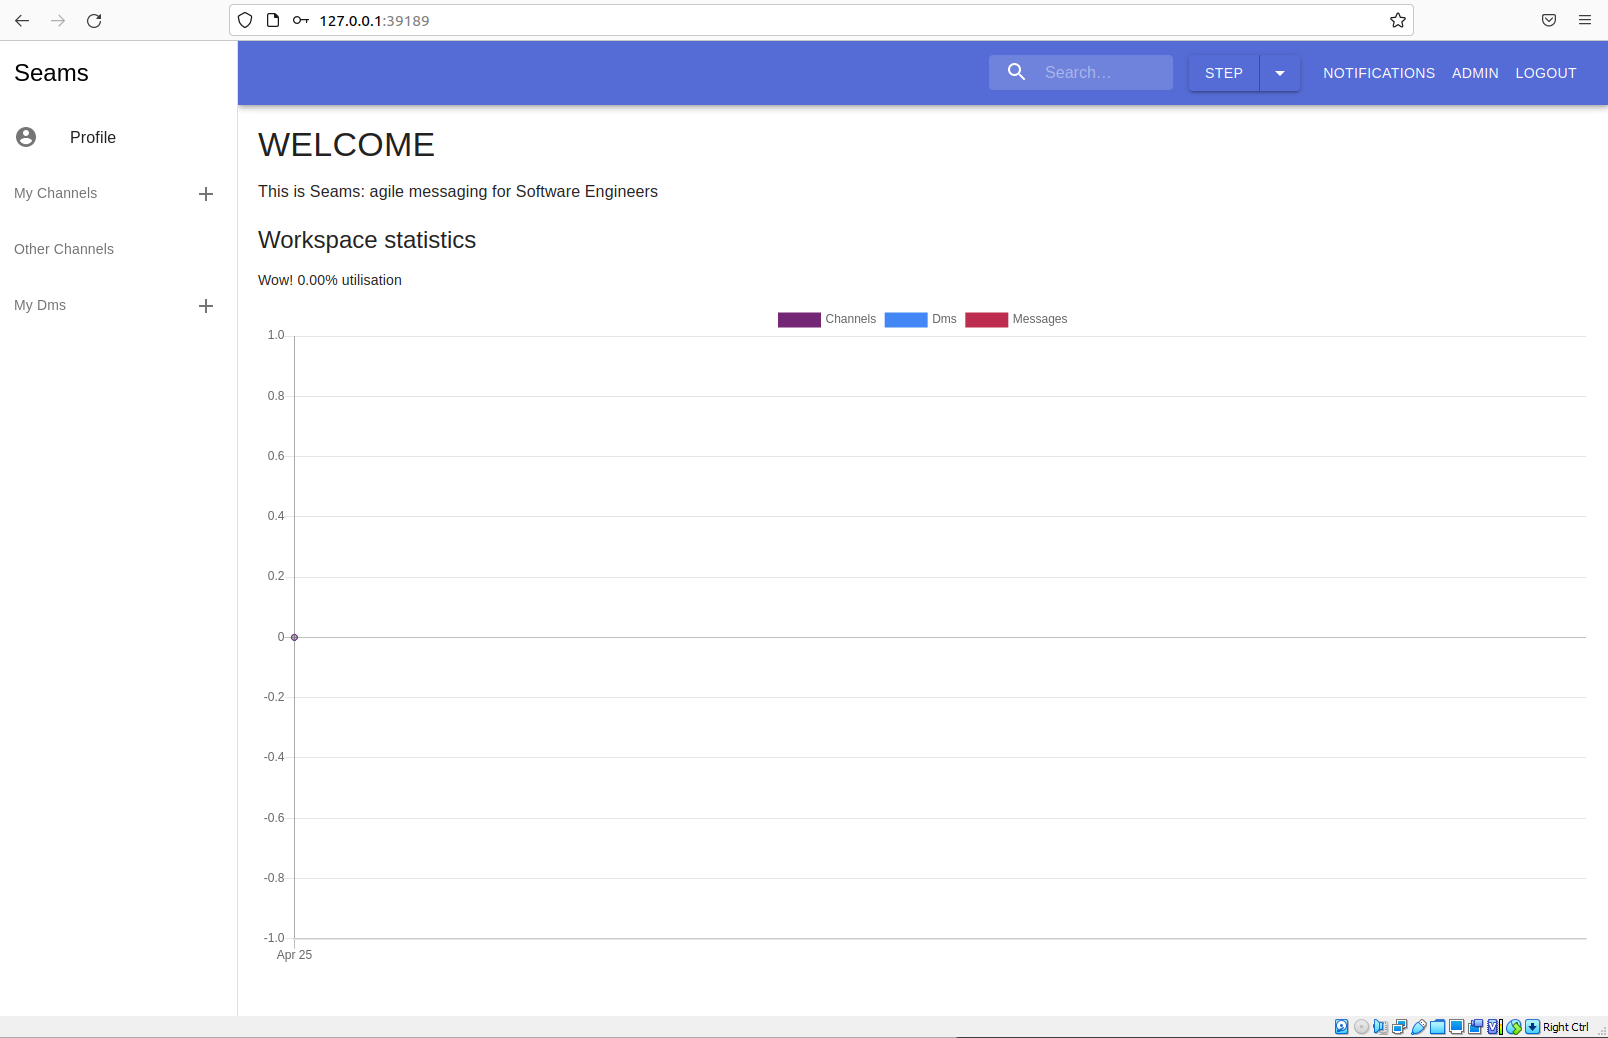 127.0.0.1:39189
Seams
Search...
STEP
NOTIFICATIONS
ADMIN
LOGOUT
Profile
My Channels
Other Channels
My Dms
WELCOME
This is Seams: agile messaging for Software Engineers
Workspace statistics
Wow! 0.00% utilisation
Channels
Dms
Messages
1.0
0.8
0.6
0.4
0.2
0
-0.2
-0.4
-0.6
-0.8
-1.0
Apr 25
Right Ctrl